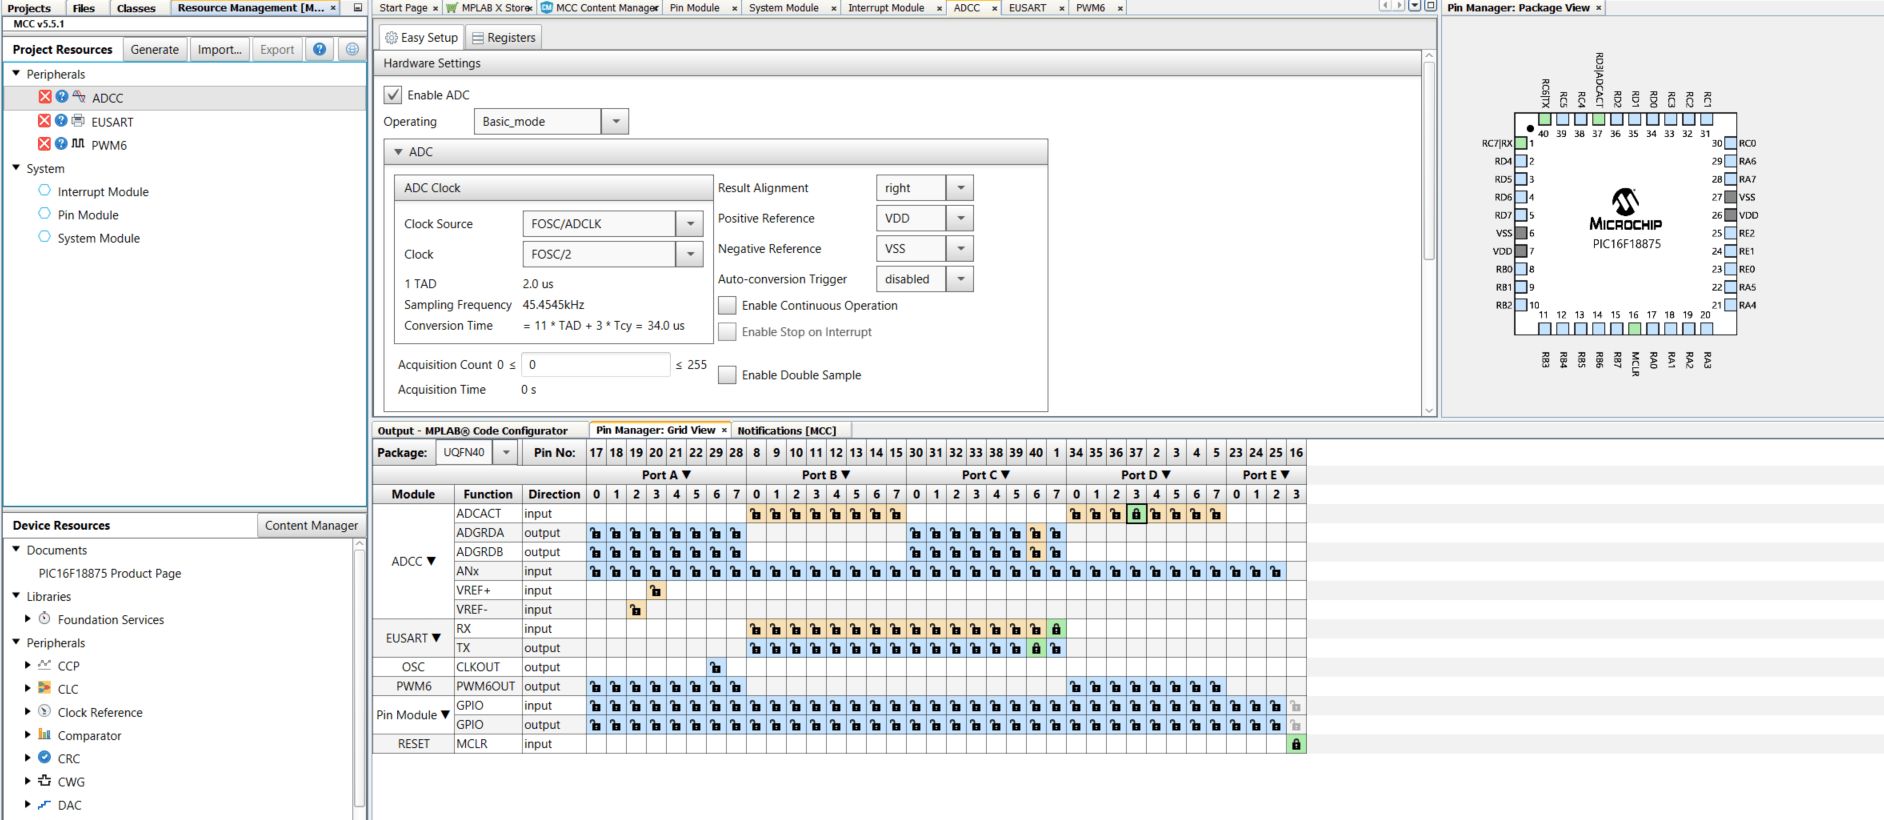 Projects Files Classes Resource Management [M... ×
MCC v5.5.1
Project Resources Generate Import... Export ?
Peripherals
ADCC
EUSART
PWM6
System
Interrupt Module
Pin Module
System Module
Device Resources Content Manager
Documents
PIC16F18875 Product Page
Libraries
Foundation Services
Peripherals
CCP
CLC
Clock Reference
Comparator
CRC
CWG
DAC
Start Page × MPLAB X Store × MCC Content Manager × Pin Module × System Module × Interrupt Module × ADCC × EUSART × PWM6 ×
Easy Setup Registers
Hardware Settings
Enable ADC
Operating Basic_mode
ADC
ADC Clock
Clock Source FOSC/ADCLK
Clock FOSC/2
1 TAD 2.0 us
Sampling Frequency 45.4545kHz
Conversion Time = 11 * TAD + 3 * Tcy = 34.0 us
Acquisition Count 0 ≤ 0 ≤ 255
Acquisition Time 0 s
Result Alignment right
Positive Reference VDD
Negative Reference VSS
Auto-conversion Trigger disabled
Enable Continuous Operation
Enable Stop on Interrupt
Enable Double Sample
Pin Manager: Package View ×
RC6|TX RC5 RC4 RD3|ADCACT RD2 RD1 RD0 RC3 RC2 RC1
40 39 38 37 36 35 34 33 32 31
RC7|RX 1 30 RC0
RD4 2 29 RA6
RD5 3 28 RA7
RD6 4 27 VSS
RD7 5 26 VDD
VSS 6 25 RE2
VDD 7 24 RE1
RB0 8 23 RE0
RB1 9 22 RA5
RB2 10 21 RA4
MICROCHIP
PIC16F18875
11 12 13 14 15 16 17 18 19 20
RB3 RB4 RB5 RB6 RB7 MCLR RA0 RA1 RA2 RA3
Output - MPLAB® Code Configurator Pin Manager: Grid View × Notifications [MCC]
Package: UQFN40 Pin No: 17 18 19 20 21 22 29 28 8 9 10 11 12 13 14 15 30 31 32 33 38 39 40 1 34 35 36 37 2 3 4 5 23 24 25 16
Port A ▼ Port B ▼ Port C ▼ Port D ▼ Port E ▼
Module Function Direction 0 1 2 3 4 5 6 7 0 1 2 3 4 5 6 7 0 1 2 3 4 5 6 7 0 1 2 3 4 5 6 7 0 1 2 3
ADCC ▼
ADCACT input
ADGRDA output
ADGRDB output
ANx input
VREF+ input
VREF- input
EUSART ▼
RX input
TX output
OSC CLKOUT output
PWM6 PWM6OUT output
Pin Module ▼
GPIO input
GPIO output
RESET MCLR input